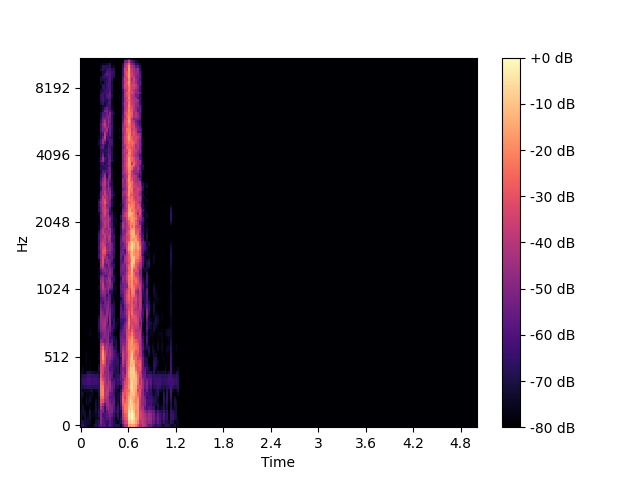 +0 dB
8192
-10 dB
4096
-20 dB
-30 dB
2048
Hz
-40 dB
1024
-50 dB
-60 dB
512
-70 dB
0
-80 dB
0 0.6 1.2 1.8 2.4 3 3.6 4.2 4.8
Time